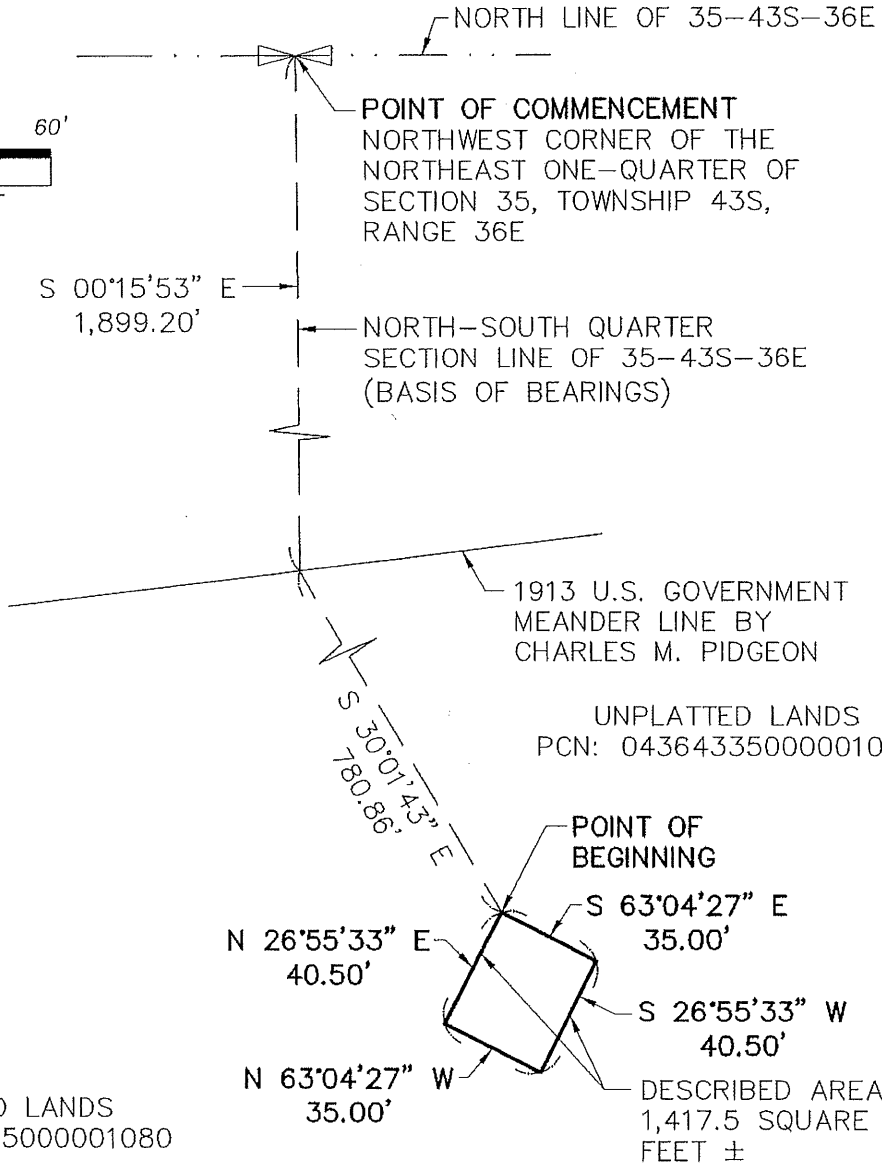 NORTH LINE OF 35-43S-36E
60'
POINT OF COMMENCEMENT
NORTHWEST CORNER OF THE
NORTHEAST ONE-QUARTER OF
SECTION 35, TOWNSHIP 43S,
RANGE 36E
S 00°15'53" E
1,899.20'
NORTH-SOUTH QUARTER
SECTION LINE OF 35-43S-36E
(BASIS OF BEARINGS)
1913 U.S. GOVERNMENT
MEANDER LINE BY
CHARLES M. PIDGEON
UNPLATTED LANDS
PCN: 043643350000010
S 30°01'43" E
780.86'
POINT OF
BEGINNING
S 63°04'27" E
35.00'
N 26°55'33" E
40.50'
S 26°55'33" W
40.50'
N 63°04'27" W
35.00'
DESCRIBED AREA
1,417.5 SQUARE
FEET ±
LANDS
5000001080